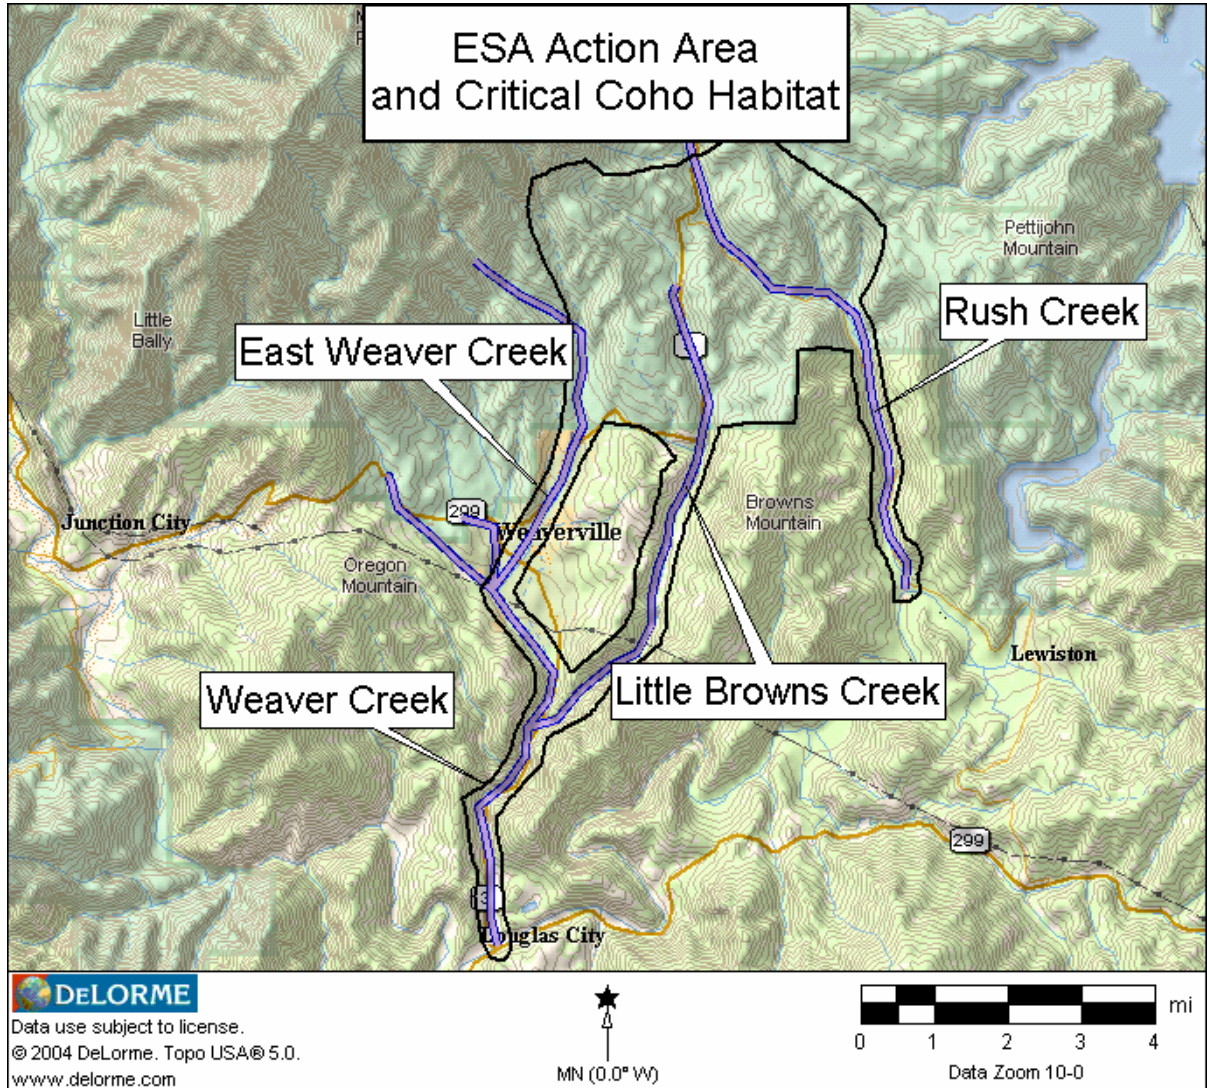 ESA Action Area
and Critical Coho Habitat
Pettijohn
Mountain
Rush Creek
Little
Bally
East Weaver Creek
299
Junction City
Weaverville
Browns
Mountain
Oregon
Mountain
Lewiston
Weaver Creek
Little Browns Creek
299
3
Douglas City
DELORME
Data use subject to license.
© 2004 DeLorme. Topo USA® 5.0.
www.delorme.com
MN (0.0° W)
mi
0 1 2 3 4
Data Zoom 10-0